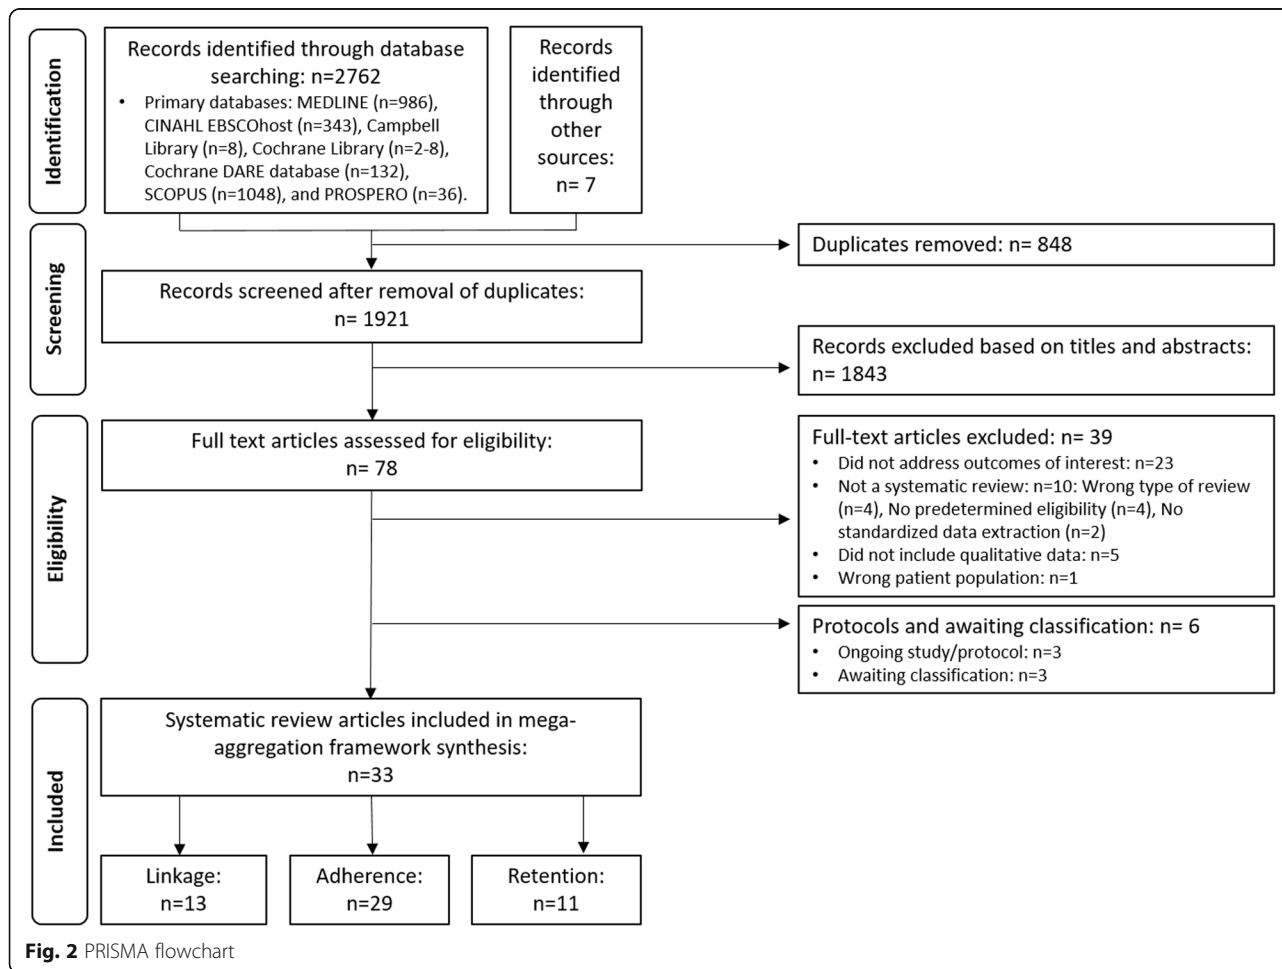 Identification
Records identified through database
searching: n=2762
• Primary databases: MEDLINE (n=986),
CINAHL EBSCOhost (n=343), Campbell
Library (n=8), Cochrane Library (n=2-8),
Cochrane DARE database (n=132),
SCOPUS (n=1048), and PROSPERO (n=36).
Records
identified
through
other
sources:
n= 7
Screening
Duplicates removed: n= 848
Records screened after removal of duplicates:
n= 1921
Records excluded based on titles and abstracts:
n= 1843
Eligibility
Full text articles assessed for eligibility:
n= 78
Full-text articles excluded: n= 39
• Did not address outcomes of interest: n=23
• Not a systematic review: n=10: Wrong type of review
(n=4), No predetermined eligibility (n=4), No
standardized data extraction (n=2)
• Did not include qualitative data: n=5
• Wrong patient population: n=1
Protocols and awaiting classification: n= 6
• Ongoing study/protocol: n=3
• Awaiting classification: n=3
Included
Systematic review articles included in mega-
aggregation framework synthesis:
n=33
Linkage:
n=13
Adherence:
n=29
Retention:
n=11
Fig. 2 PRISMA flowchart